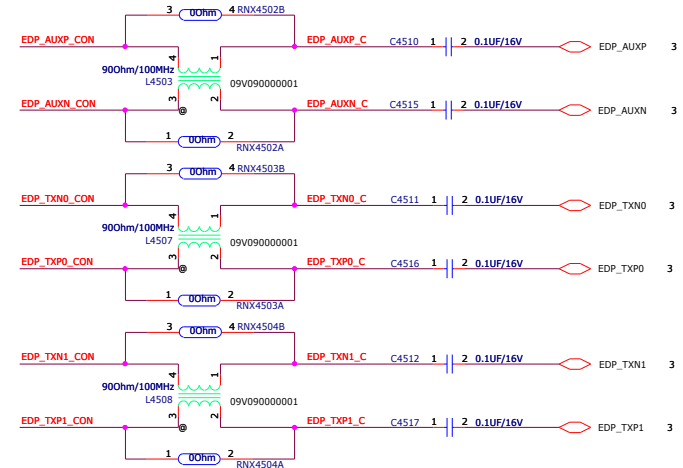 3 0Ohm 4 RNX4502B
EDP_AUXP_CON EDP_AUXP_C C4510 1 2 0.1UF/16V EDP_AUXP 3
4 1
90Ohm/100MHz
L4503 09V090000001
3 2
EDP_AUXN_CON @ EDP_AUXN_C C4515 1 2 0.1UF/16V EDP_AUXN 3
1 0Ohm 2
RNX4502A
3 0Ohm 4 RNX4503B
EDP_TXN0_CON EDP_TXN0_C C4511 1 2 0.1UF/16V EDP_TXN0 3
4 1
90Ohm/100MHz
L4507 09V090000001
3 2
EDP_TXP0_CON @ EDP_TXP0_C C4516 1 2 0.1UF/16V EDP_TXP0 3
1 0Ohm 2
RNX4503A
3 0Ohm 4 RNX4504B
EDP_TXN1_CON EDP_TXN1_C C4512 1 2 0.1UF/16V EDP_TXN1 3
4 1
90Ohm/100MHz
L4508 09V090000001
3 2
EDP_TXP1_CON @ EDP_TXP1_C C4517 1 2 0.1UF/16V EDP_TXP1 3
1 0Ohm 2
RNX4504A